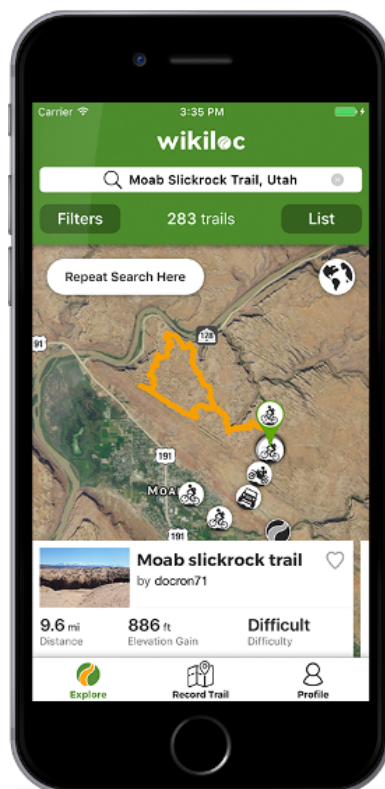 Carrier 3:35 PM
wikiloc
Moab Slickrock Trail, Utah
Filters 283 trails List
Repeat Search Here
128
91
191
191
MOA
191
Moab slickrock trail
by docron71
9.6 mi 886 ft Difficult
Distance Elevation Gain Difficulty
Explore Record Trail Profile